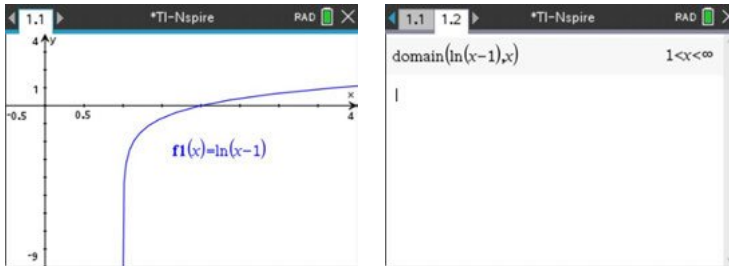 1.1 *TI-Nspire RAD
4 y
1
x
-0.5 0.5 4
f1(x)=ln(x-1)
-9
1.1 1.2 *TI-Nspire RAD
domain(ln(x-1),x) 1<x<∞